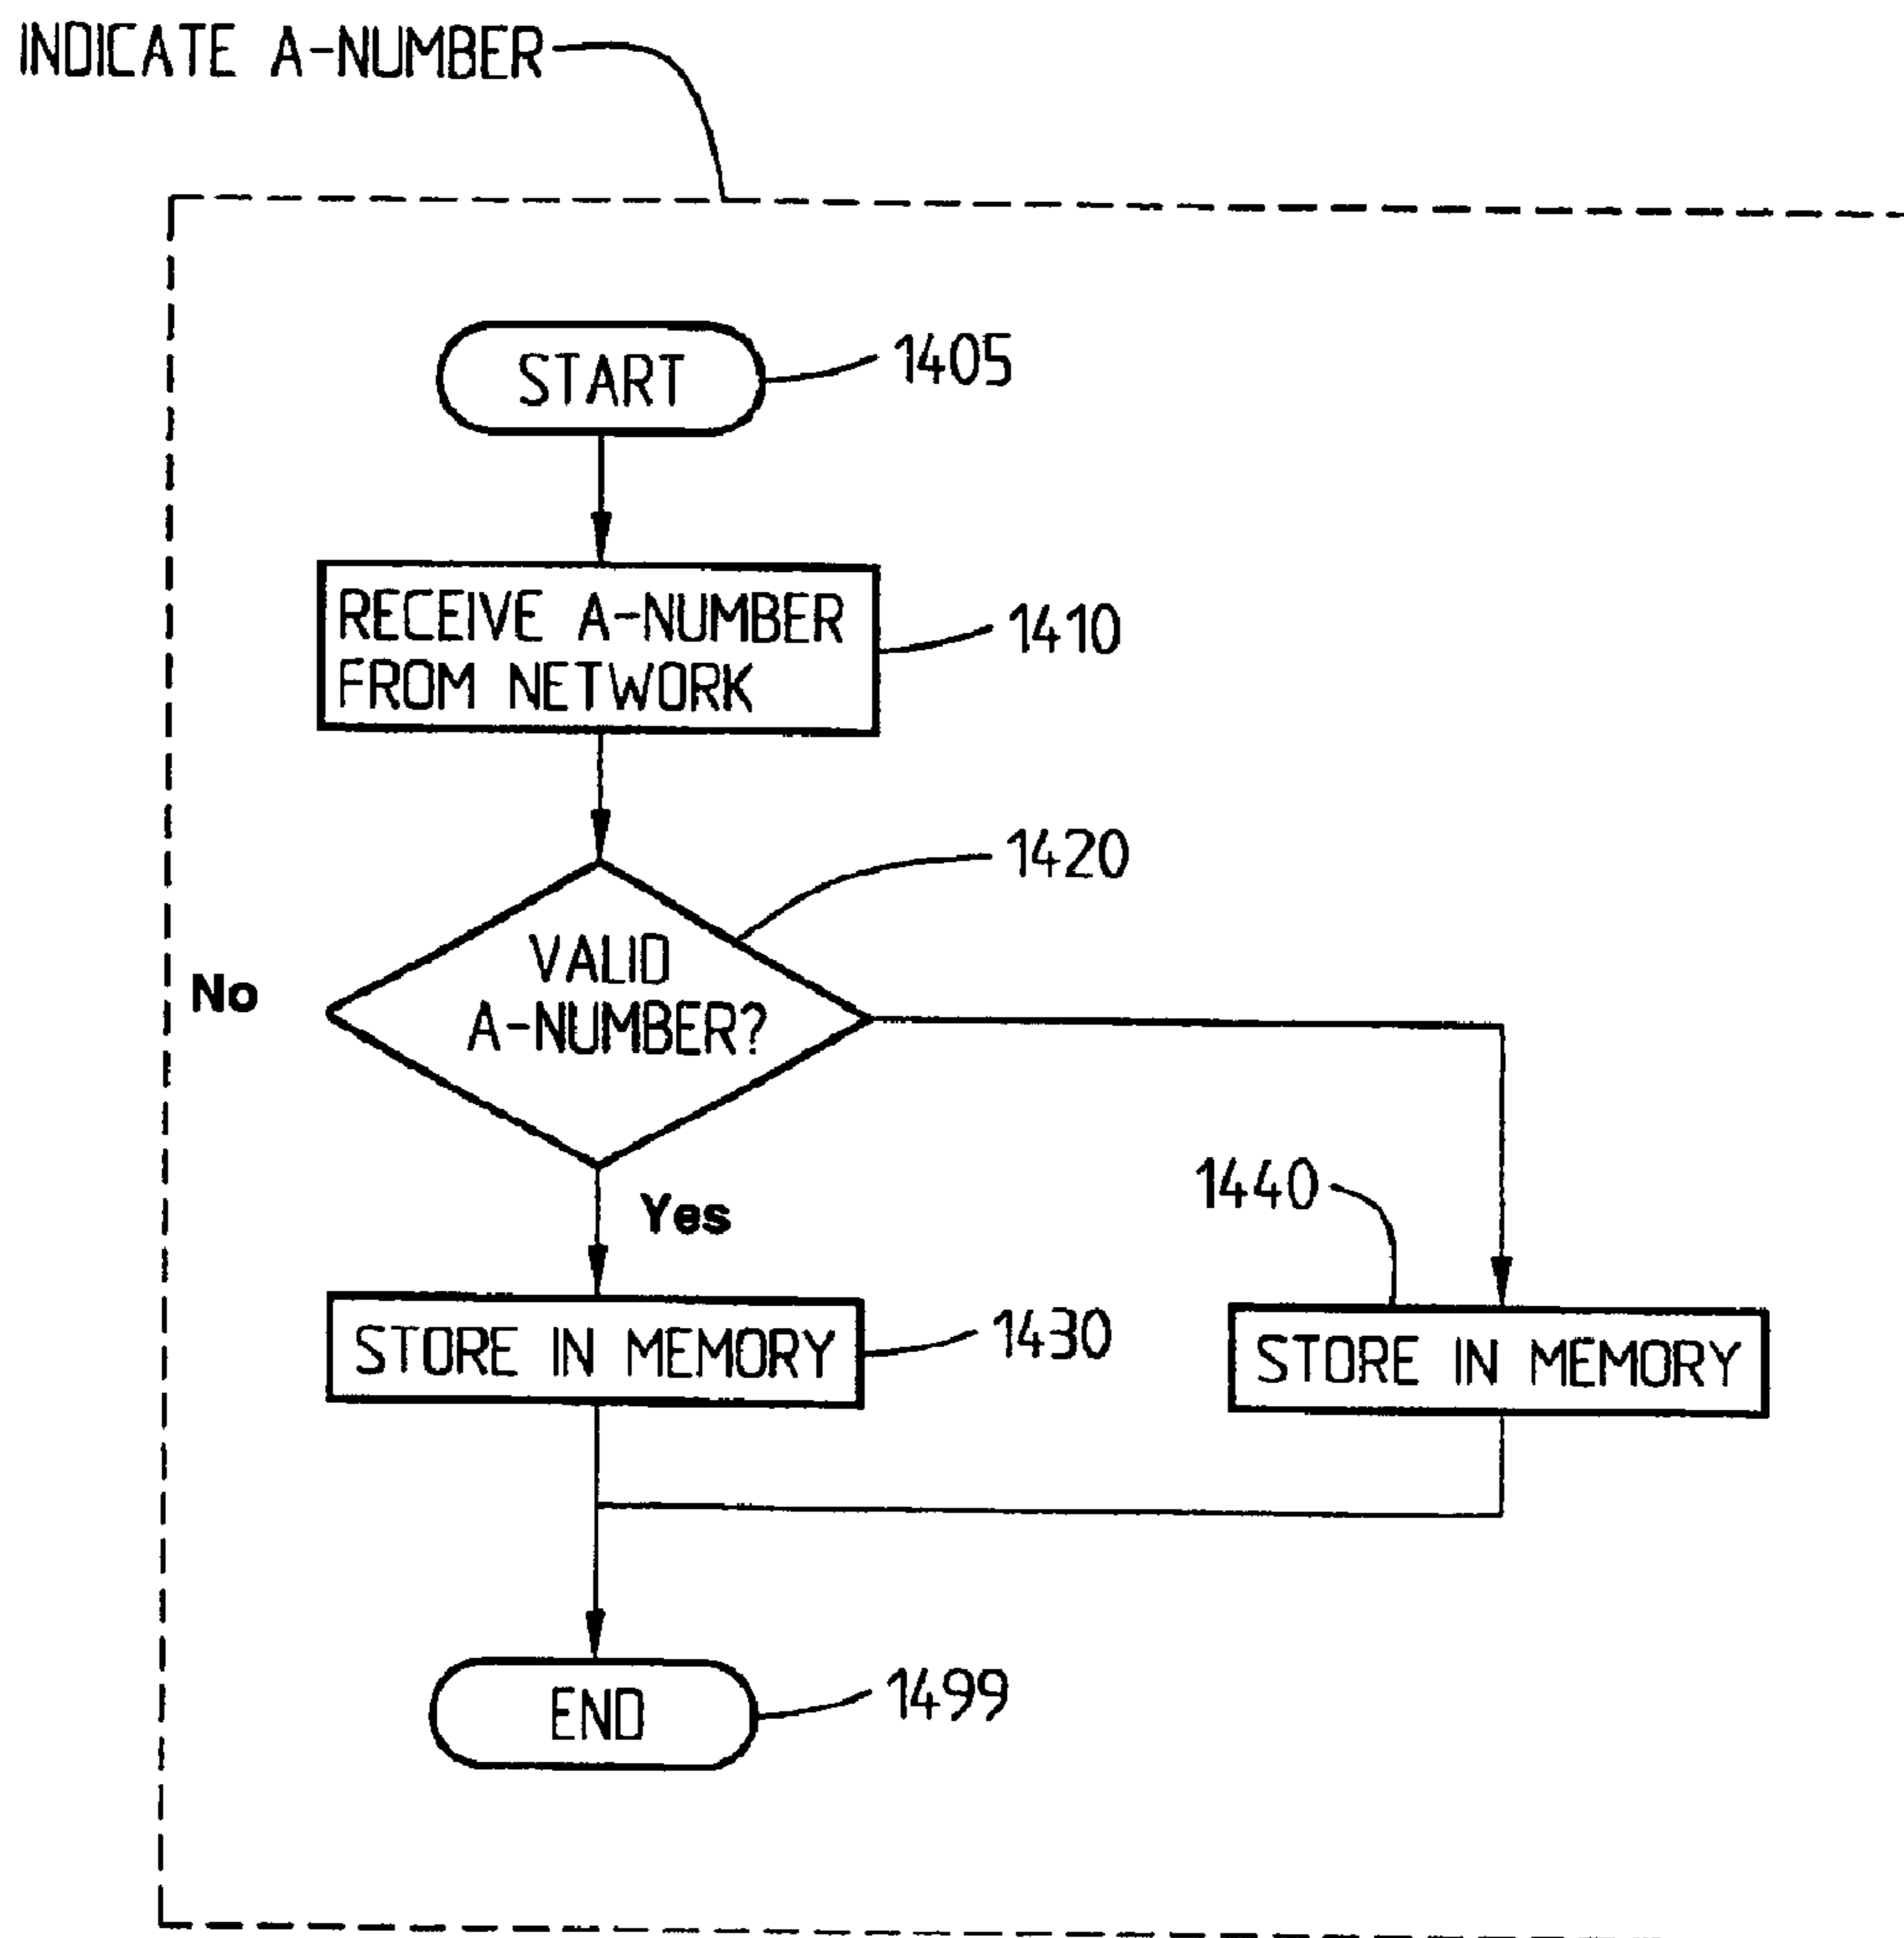 INDICATE A-NUMBER
START
1405
RECEIVE A-NUMBER
FROM NETWORK
1410
1420
VALID
A-NUMBER?
No
Yes
1440
STORE IN MEMORY
1430
STORE IN MEMORY
END
1499